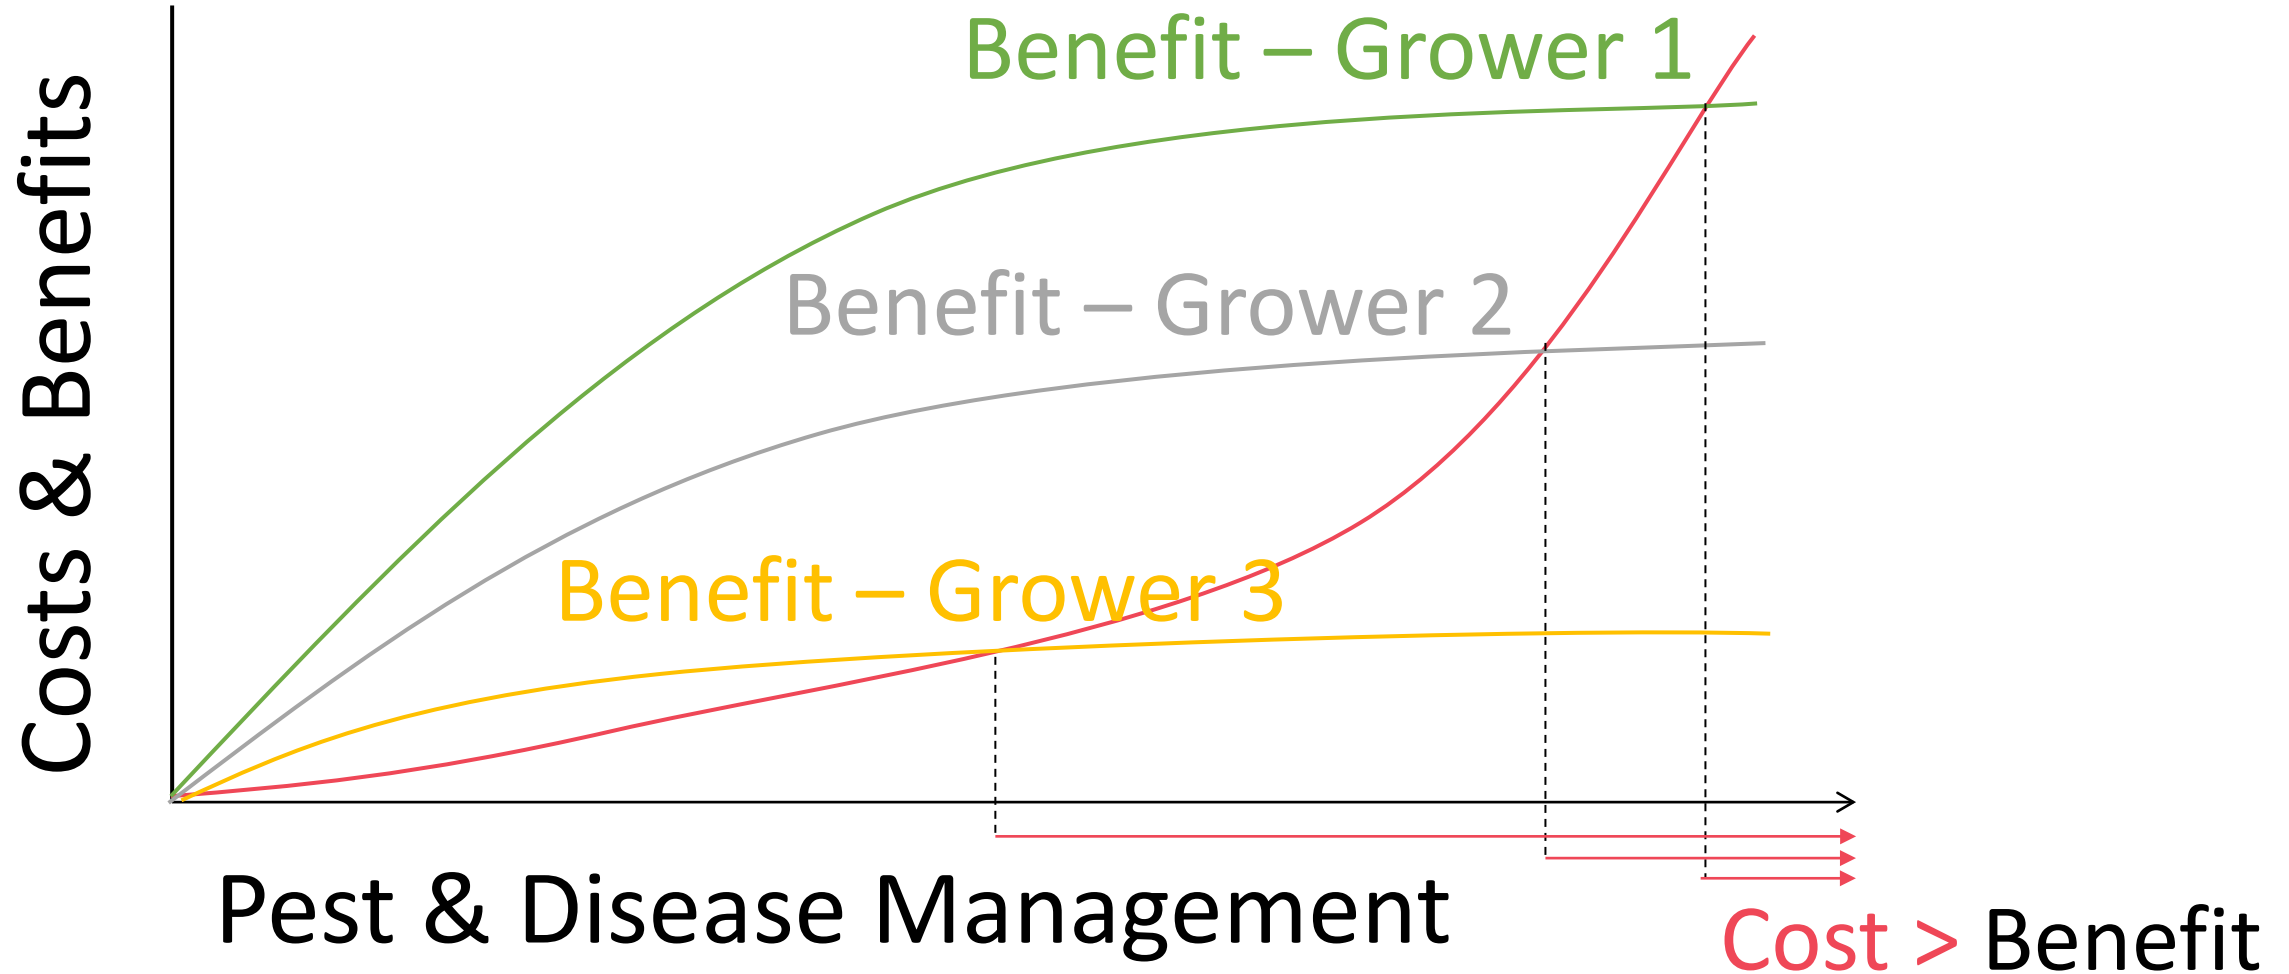 Costs & Benefits
Benefit – Grower 1
Benefit – Grower 2
Benefit – Grower 3
Pest & Disease Management
Cost > Benefit